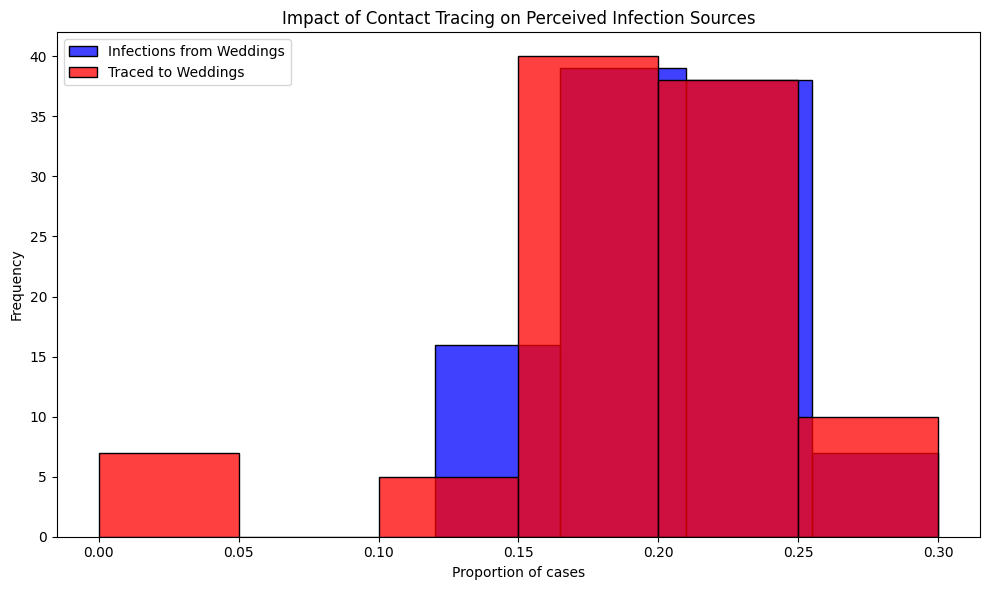 Impact of Contact Tracing on Perceived Infection Sources
Infections from Weddings
Traced to Weddings
40
35
30
25
20
15
10
5
0
Frequency
0.00 0.05 0.10 0.15 0.20 0.25 0.30
Proportion of cases